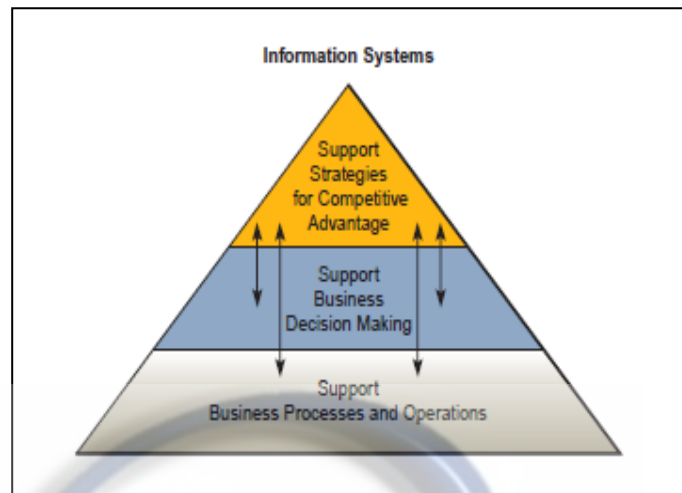 Information Systems
Support
Strategies
for Competitive
Advantage
Support
Business
Decision Making
Support
Business Processes and Operations